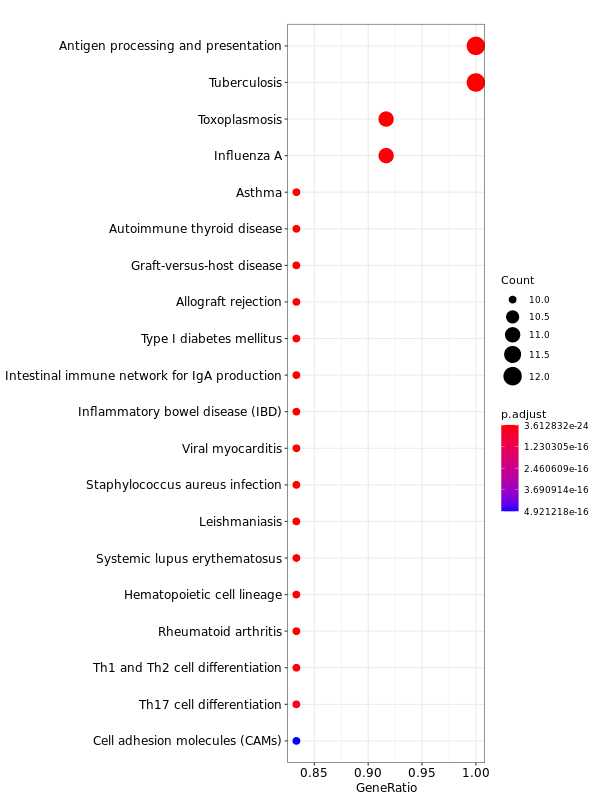 Antigen processing and presentation
Tuberculosis
Toxoplasmosis
Influenza A
Asthma
Autoimmune thyroid disease
Graft-versus-host disease
Allograft rejection
Type I diabetes mellitus
Intestinal immune network for IgA production
Inflammatory bowel disease (IBD)
Viral myocarditis
Staphylococcus aureus infection
Leishmaniasis
Systemic lupus erythematosus
Hematopoietic cell lineage
Rheumatoid arthritis
Th1 and Th2 cell differentiation
Th17 cell differentiation
Cell adhesion molecules (CAMs)
0.85 0.90 0.95 1.00
GeneRatio
Count
10.0
10.5
11.0
11.5
12.0
p.adjust
3.612832e-24
1.230305e-16
2.460609e-16
3.690914e-16
4.921218e-16